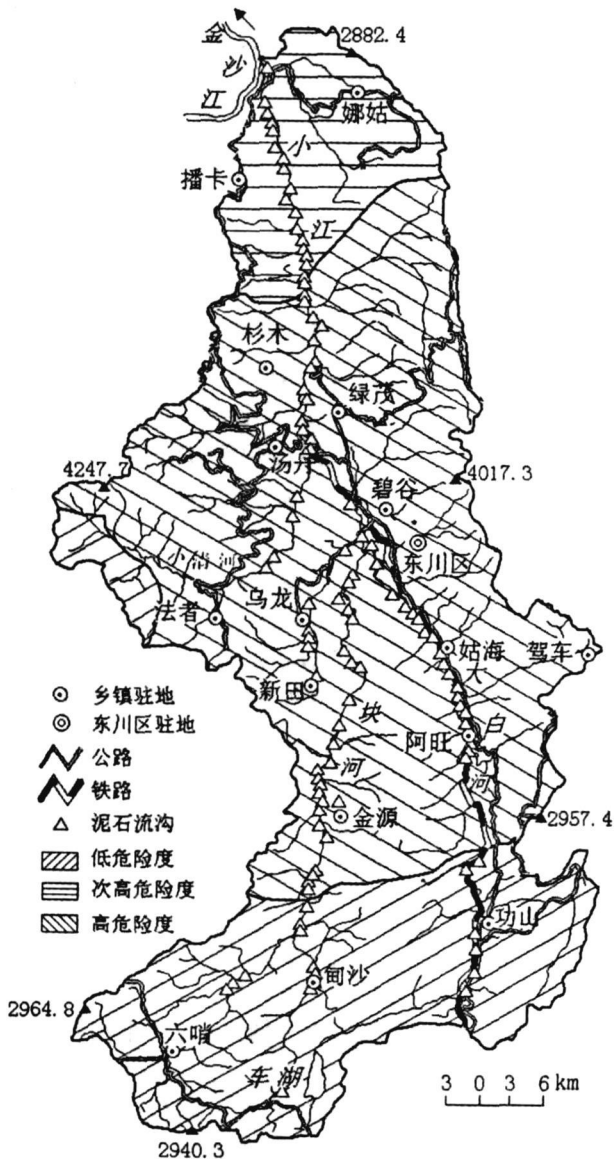 2882.4
金
沙
江
娜姑
小
播卡
江
杉木
绿茂
汤丹
4247.7
4017.3
碧谷
小清河
东川区
乌龙
法者
姑海
驾车
大
新田
块
白
阿旺
河
河
金源
2957.4
乡镇驻地
东川区驻地
公路
铁路
泥石流沟
低危险度
次高危险度
高危险度
功山
甸沙
2964.8
六哨
车湖
3 0 3 6 km
2940.3